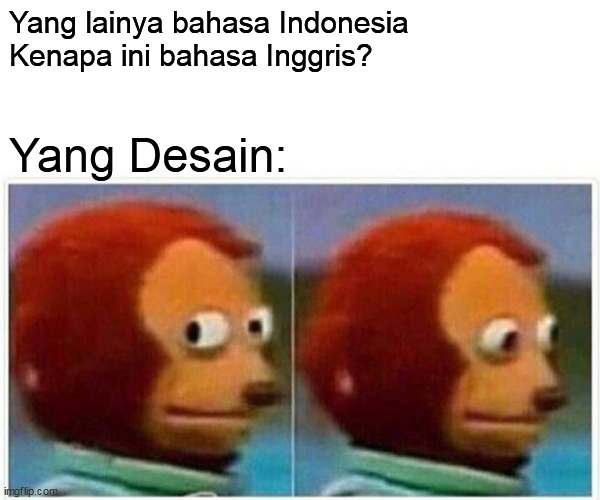 Yang lainya bahasa Indonesia
Kenapa ini bahasa Inggris?
Yang Desain:
imgflip.com